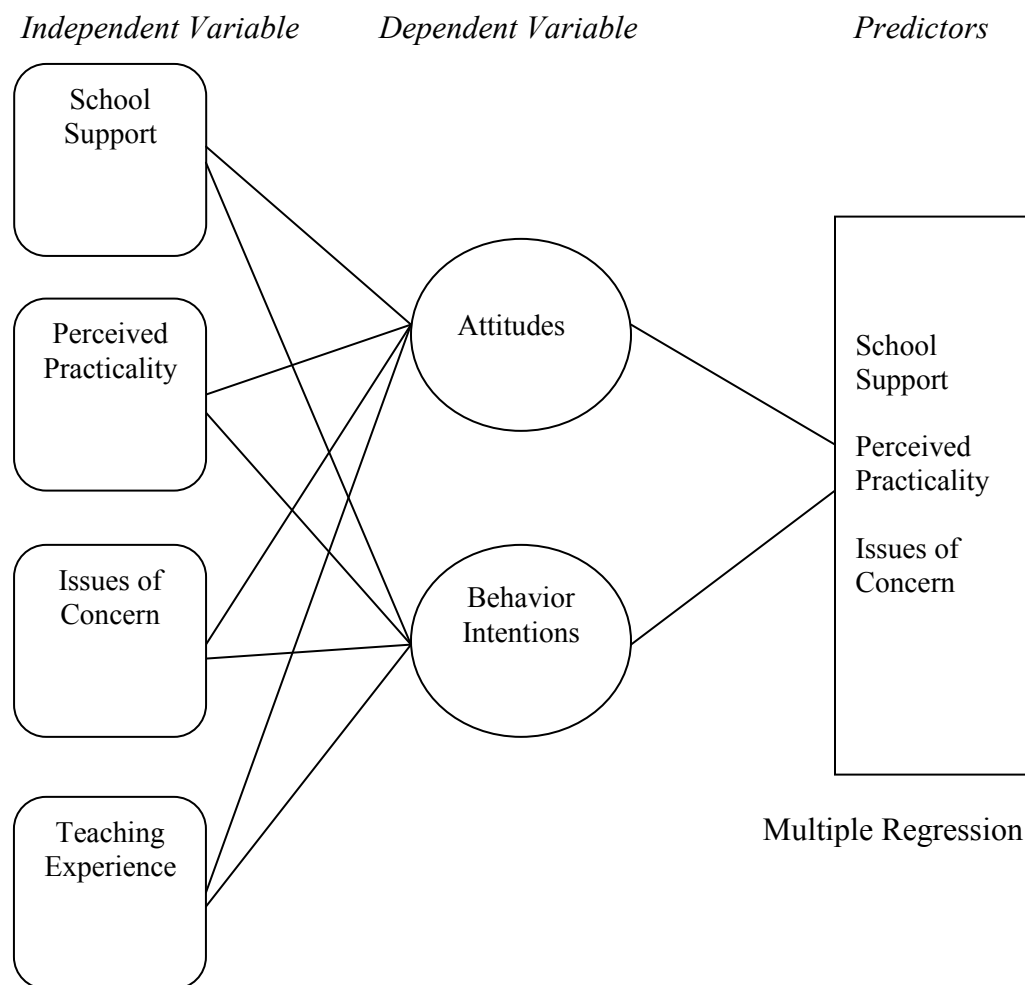 Independent Variable
Dependent Variable
Predictors
School
Support
Perceived
Practicality
Issues of
Concern
Teaching
Experience
Attitudes
Behavior
Intentions
School
Support
Perceived
Practicality
Issues of
Concern
Multiple Regression